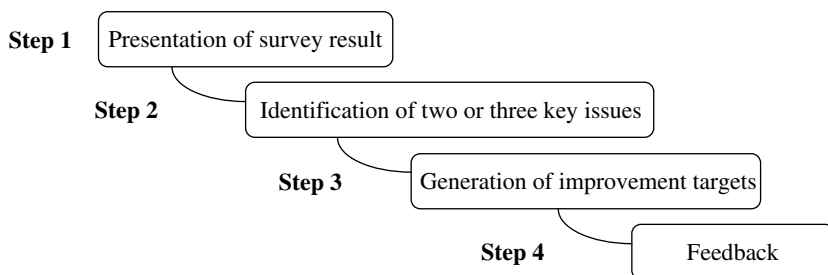 Step 1 Presentation of survey result
Step 2 Identification of two or three key issues
Step 3 Generation of improvement targets
Step 4 Feedback